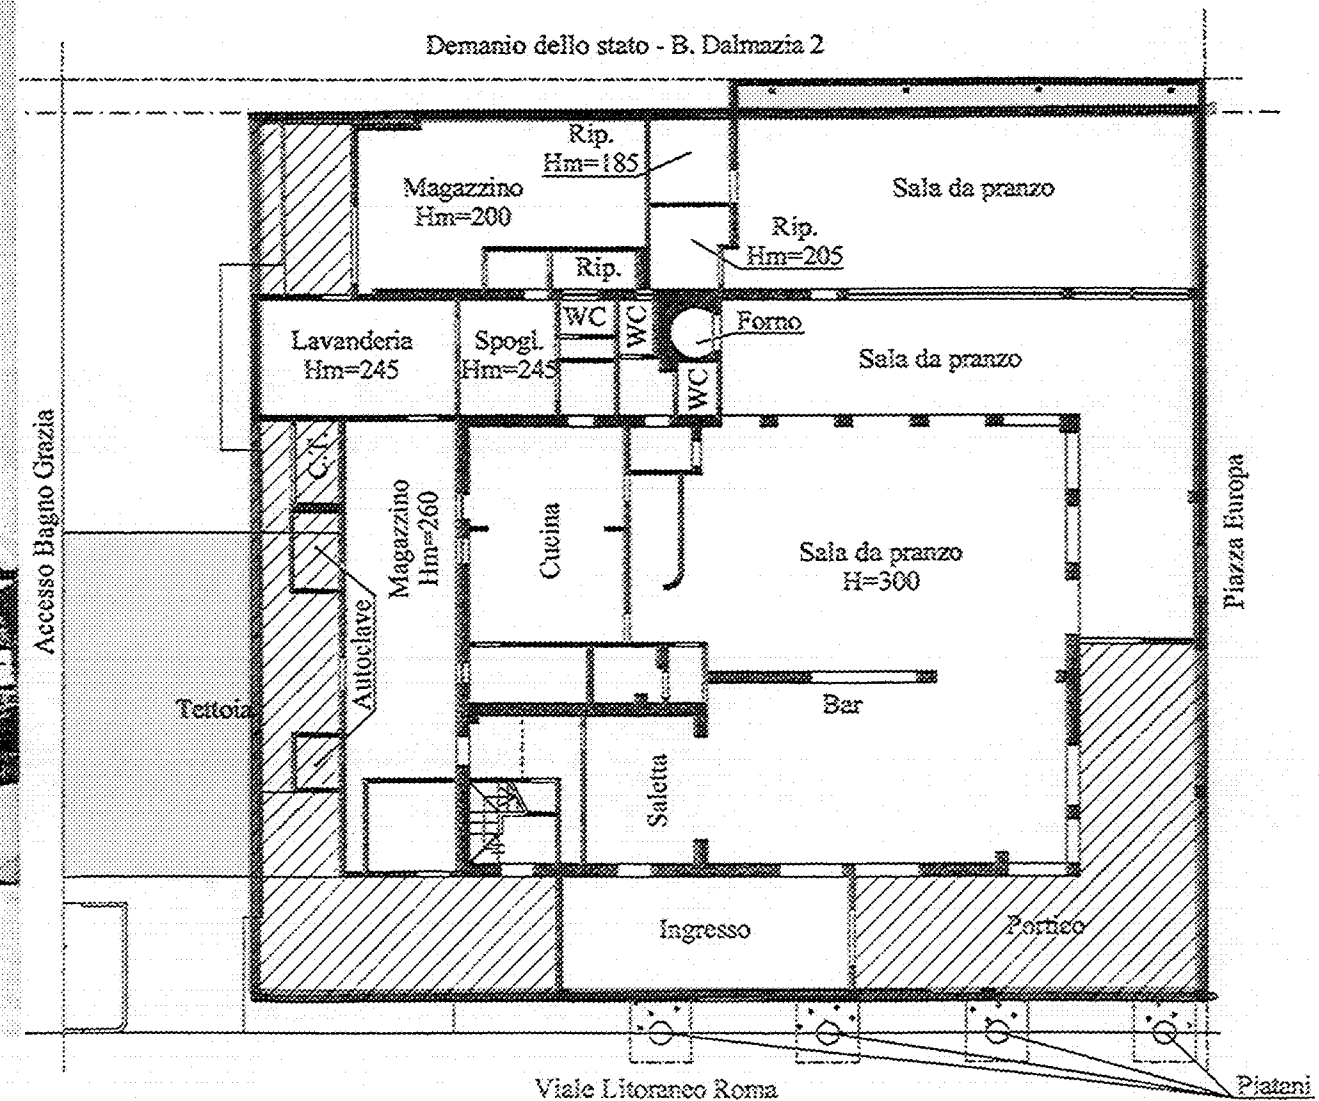 Demanio dello stato - B. Dalmazia 2
Rip.
Hm=185
Magazzino
Hm=200
Sala da pranzo
Rip.
Hm=205
Rip.
Lavanderia
Hm=245
Spogl.
Hm=245
WC
WC
Forno
WC
Sala da pranzo
Accesso Bagno Grazia
C.T.
Magazzino
Hm=260
Cucina
Sala da pranzo
H=300
Piazza Europa
Autoclave
Tettoia
Bar
Saletta
Ingresso
Portico
Viale Litoraneo Roma
Platani